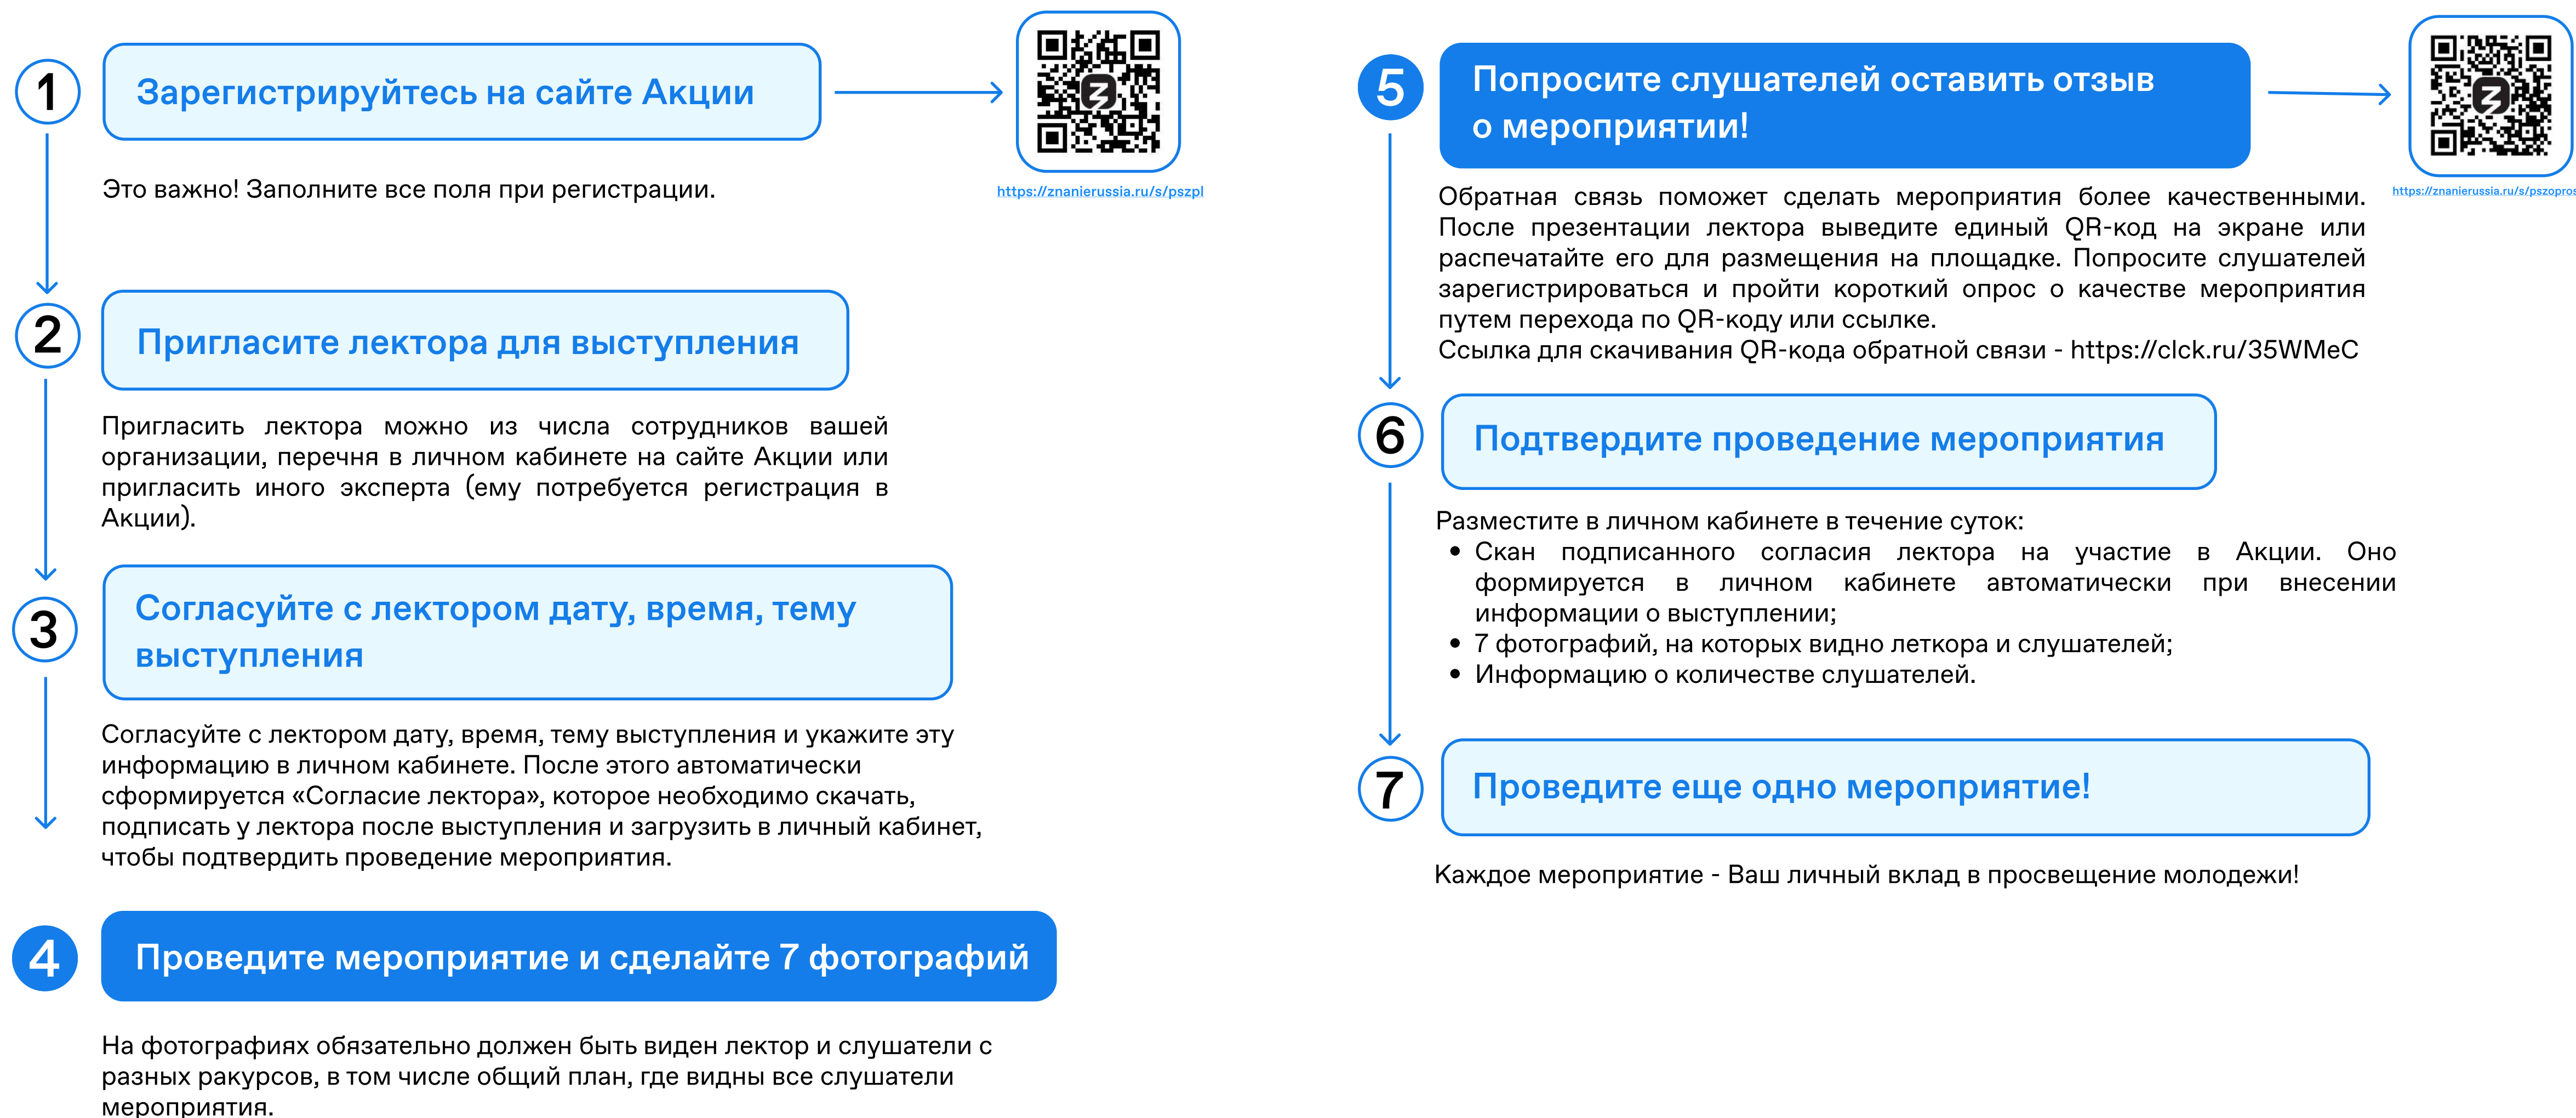 1
Зарегистрируйтесь на сайте Акции
https://znanierussia.ru/s/pszpl
Это важно! Заполните все поля при регистрации.
2
Пригласите лектора для выступления
Пригласить лектора можно из числа сотрудников вашей
организации, перечня в личном кабинете на сайте Акции или
пригласить иного эксперта (ему потребуется регистрация в
Акции).
3
Согласуйте с лектором дату, время, тему
выступления
Согласуйте с лектором дату, время, тему выступления и укажите эту
информацию в личном кабинете. После этого автоматически
сформируется «Согласие лектора», которое необходимо скачать,
подписать у лектора после выступления и загрузить в личный кабинет,
чтобы подтвердить проведение мероприятия.
4
Проведите мероприятие и сделайте 7 фотографий
На фотографиях обязательно должен быть виден лектор и слушатели с
разных ракурсов, в том числе общий план, где видны все слушатели
мероприятия.
5
Попросите слушателей оставить отзыв
о мероприятии!
https://znanierussia.ru/s/pszopros
Обратная связь поможет сделать мероприятия более качественными.
После презентации лектора выведите единый QR-код на экране или
распечатайте его для размещения на площадке. Попросите слушателей
зарегистрироваться и пройти короткий опрос о качестве мероприятия
путем перехода по QR-коду или ссылке.
Ссылка для скачивания QR-кода обратной связи - https://clck.ru/35WMeC
6
Подтвердите проведение мероприятия
Разместите в личном кабинете в течение суток:
• Скан подписанного согласия лектора на участие в Акции. Оно
формируется в личном кабинете автоматически при внесении
информации о выступлении;
• 7 фотографий, на которых видно леткора и слушателей;
• Информацию о количестве слушателей.
7
Проведите еще одно мероприятие!
Каждое мероприятие - Ваш личный вклад в просвещение молодежи!